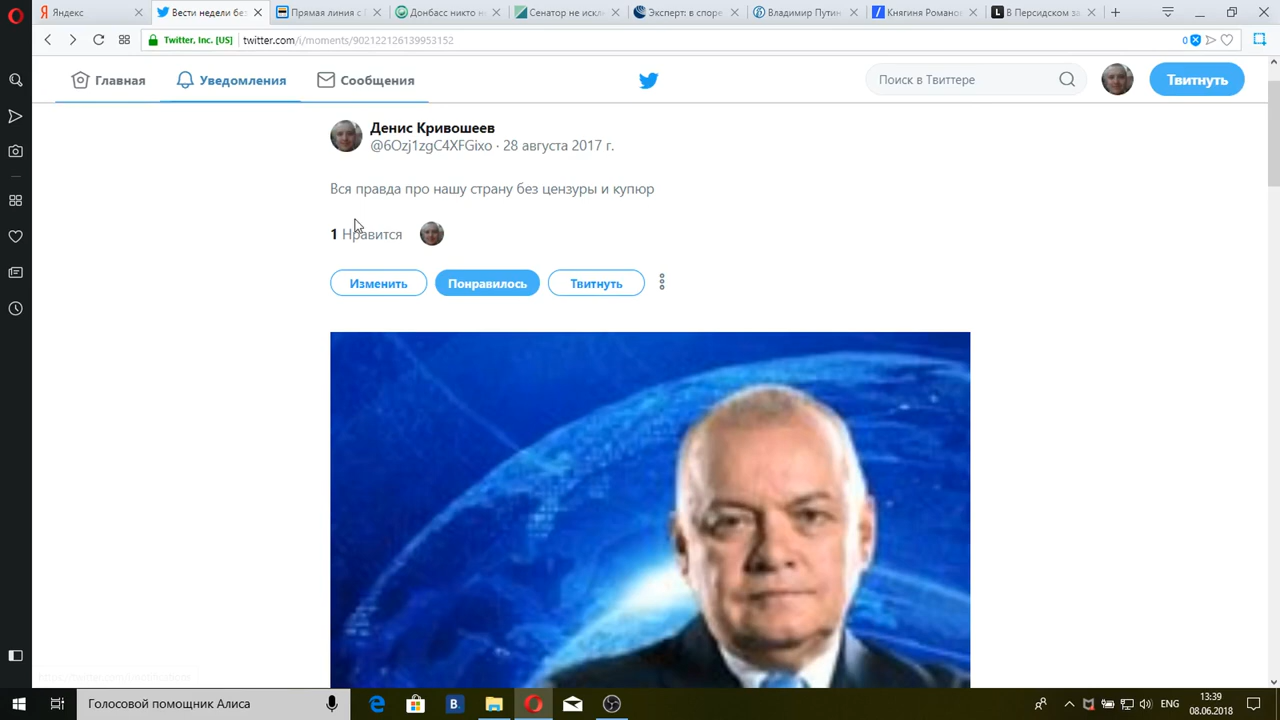 Яндекс
Вести недели без
Прямая линия с
Донбасс никто не
Сенатор не искл
Эксперт: в споре
Владимир Путин
Княгиня Романо
В Персидском за
Twitter, Inc. [US]
twitter.com/i/moments/902122126139953152
0
Главная
Уведомления
Сообщения
Поиск в Твиттере
Твитнуть
Денис Кривошеев
@6Ozj1zgC4XFGixo · 28 августа 2017 г.
Вся правда про нашу страну без цензуры и купюр
1 Нравится
Изменить
Понравилось
Твитнуть
Голосовой помощник Алиса
ENG
13:39
08.06.2018